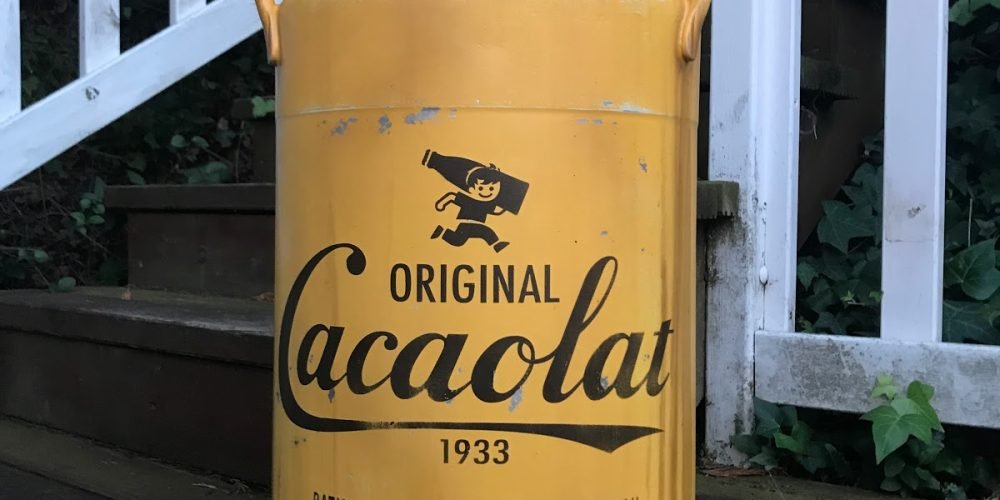 ORIGINAL
Cacaolat
1933